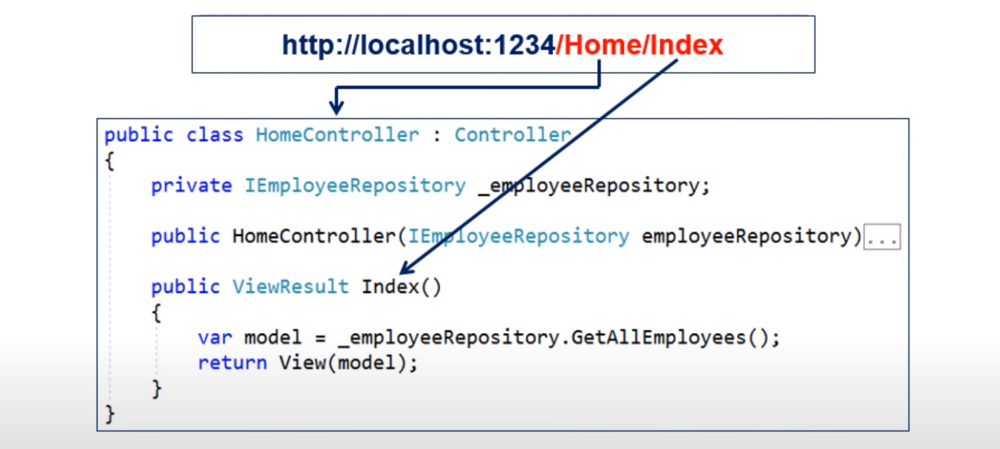 http://localhost:1234/Home/Index
public class HomeController : Controller
{
private IEmployeeRepository _employeeRepository;
public HomeController(IEmployeeRepository employeeRepository)...
public ViewResult Index()
{
var model = _employeeRepository.GetAllEmployees();
return View(model);
}
}